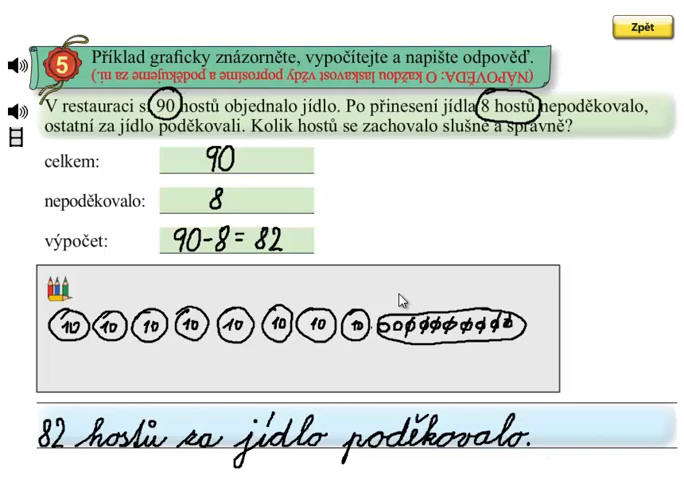 Zpět
5 Příklad graficky znázorněte, vypočítejte a napište odpověď.
(NÁPOVĚDA: O každou laskavost vždy poprosíme a poděkujeme za ni.)
V restauraci si 90 hostů objednalo jídlo. Po přinesení jídla 8 hostů nepoděkovalo,
ostatní za jídlo poděkovali. Kolik hostů se zachovalo slušně a správně?
celkem: 90
nepoděkovalo: 8
výpočet: 90-8 = 82
10 10 10 10 10 10 10 10
82 hostů za jídlo poděkovalo.